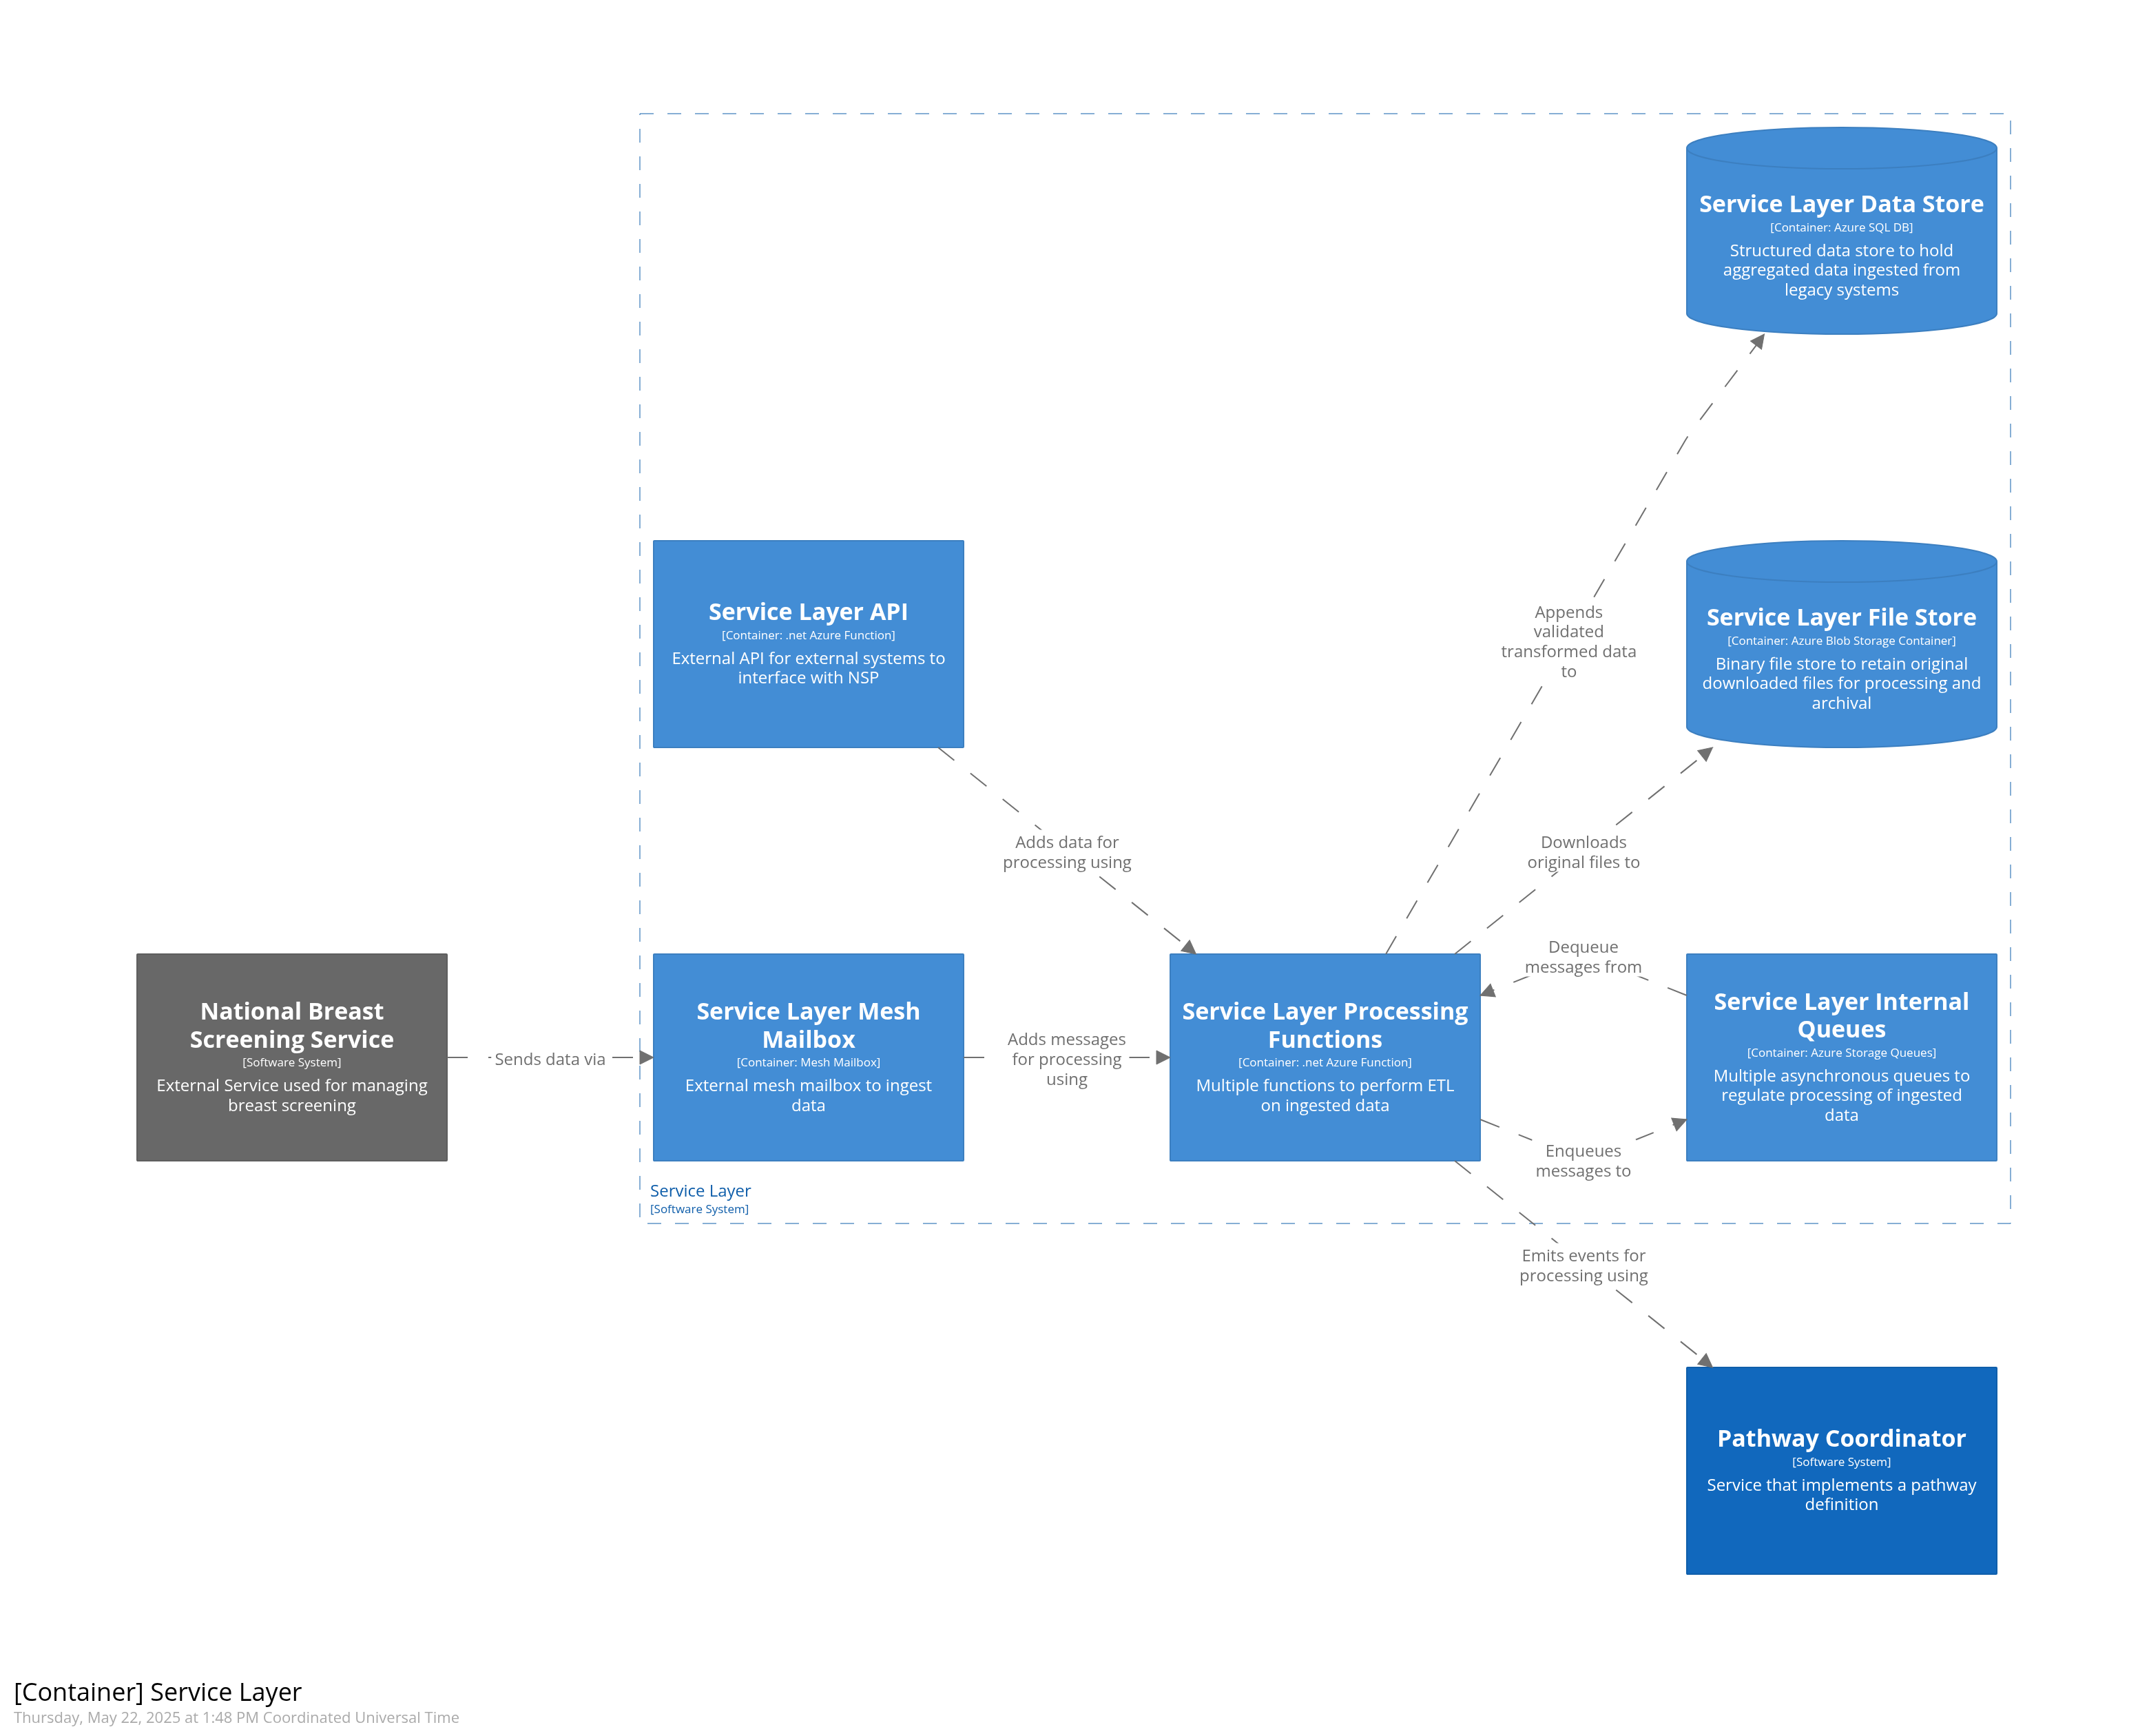 Service Layer Data Store
[Container: Azure SQL DB]
Structured data store to hold
aggregated data ingested from
legacy systems
Service Layer API
[Container: .net Azure Function]
External API for external systems to
interface with NSP
Appends
validated
transformed data
to
Service Layer File Store
[Container: Azure Blob Storage Container]
Binary file store to retain original
downloaded files for processing and
archival
Adds data for
processing using
Downloads
original files to
National Breast
Screening Service
[Software System]
External Service used for managing
breast screening
Sends data via
Service Layer Mesh
Mailbox
[Container: Mesh Mailbox]
External mesh mailbox to ingest
data
Adds messages
for processing
using
Service Layer Processing
Functions
[Container: .net Azure Function]
Multiple functions to perform ETL
on ingested data
Dequeue
messages from
Service Layer Internal
Queues
[Container: Azure Storage Queues]
Multiple asynchronous queues to
regulate processing of ingested
data
Enqueues
messages to
Service Layer
[Software System]
Emits events for
processing using
Pathway Coordinator
[Software System]
Service that implements a pathway
definition
[Container] Service Layer
Thursday, May 22, 2025 at 1:48 PM Coordinated Universal Time